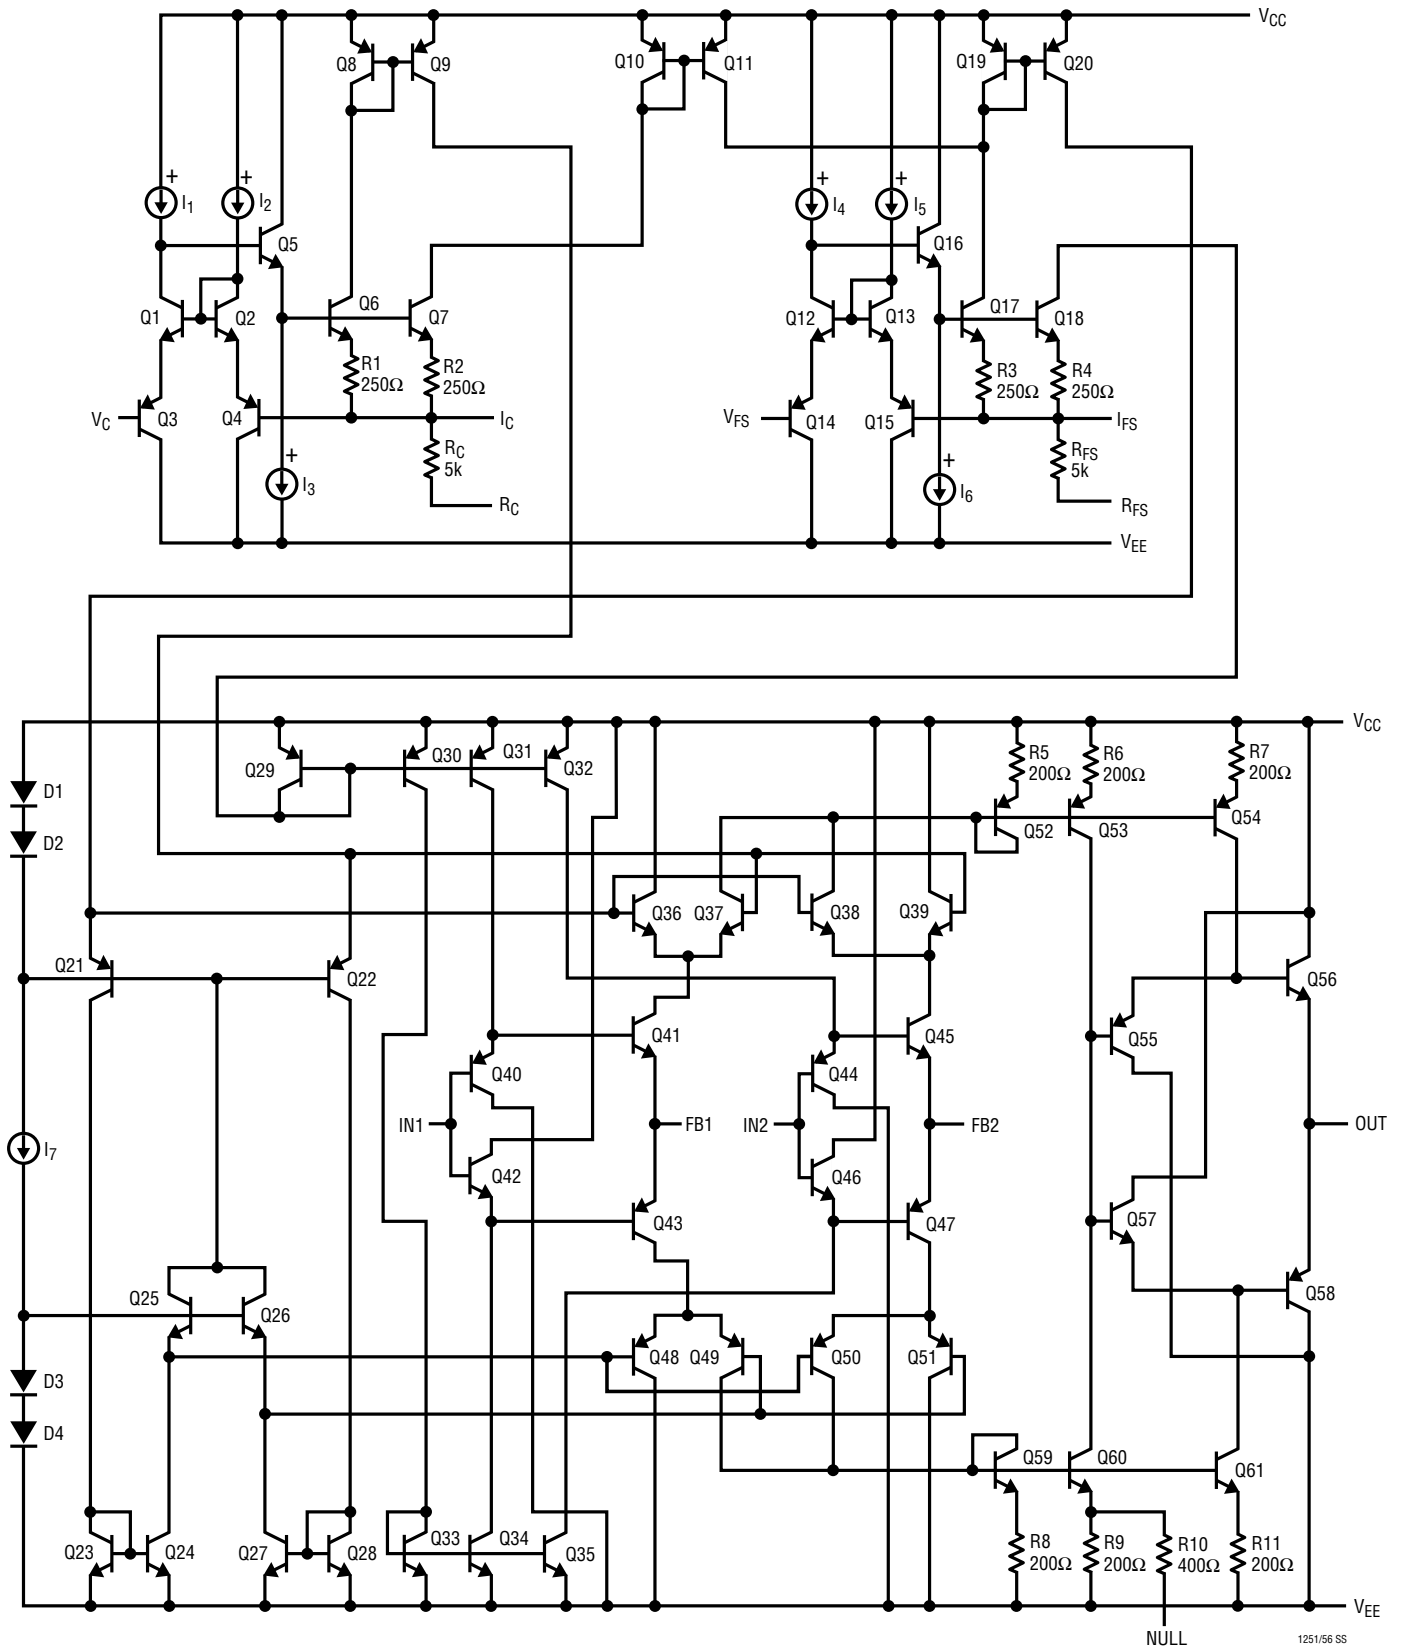 VCC
Q8
Q9
Q10
Q11
Q19
Q20
+
I1
+
I2
+
I4
+
I5
Q5
Q16
Q1
Q2
Q6
Q7
Q12
Q13
Q17
Q18
R1
250Ω
R2
250Ω
R3
250Ω
R4
250Ω
VC
Q3
Q4
IC
VFS
Q14
Q15
IFS
+
I3
RC
5k
RC
+
I6
RFS
5k
RFS
VEE
VCC
Q29
Q30
Q31
Q32
R5
200Ω
R6
200Ω
R7
200Ω
D1
D2
Q52
Q53
Q54
Q36
Q37
Q38
Q39
Q21
Q22
Q56
Q41
Q45
Q55
Q40
Q44
IN1
FB1
IN2
FB2
OUT
I7
Q42
Q46
Q43
Q47
Q57
Q25
Q26
Q58
Q48
Q49
Q50
Q51
D3
D4
Q59
Q60
Q61
Q23
Q24
Q27
Q28
Q33
Q34
Q35
R8
200Ω
R9
200Ω
R10
400Ω
R11
200Ω
VEE
NULL
1251/56 SS